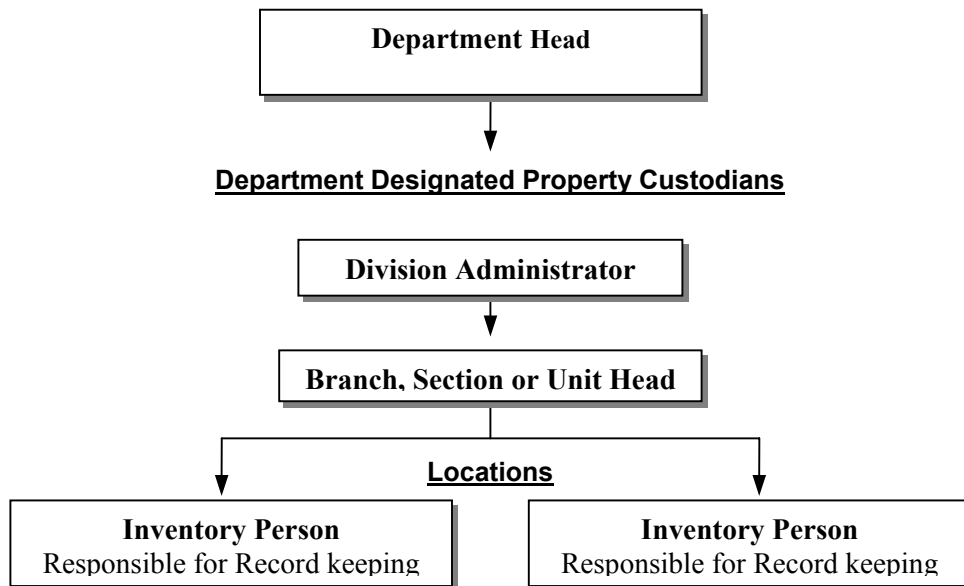 Department Head
Department Designated Property Custodians
Division Administrator
Branch, Section or Unit Head
Locations
Inventory Person
Responsible for Record keeping
Inventory Person
Responsible for Record keeping